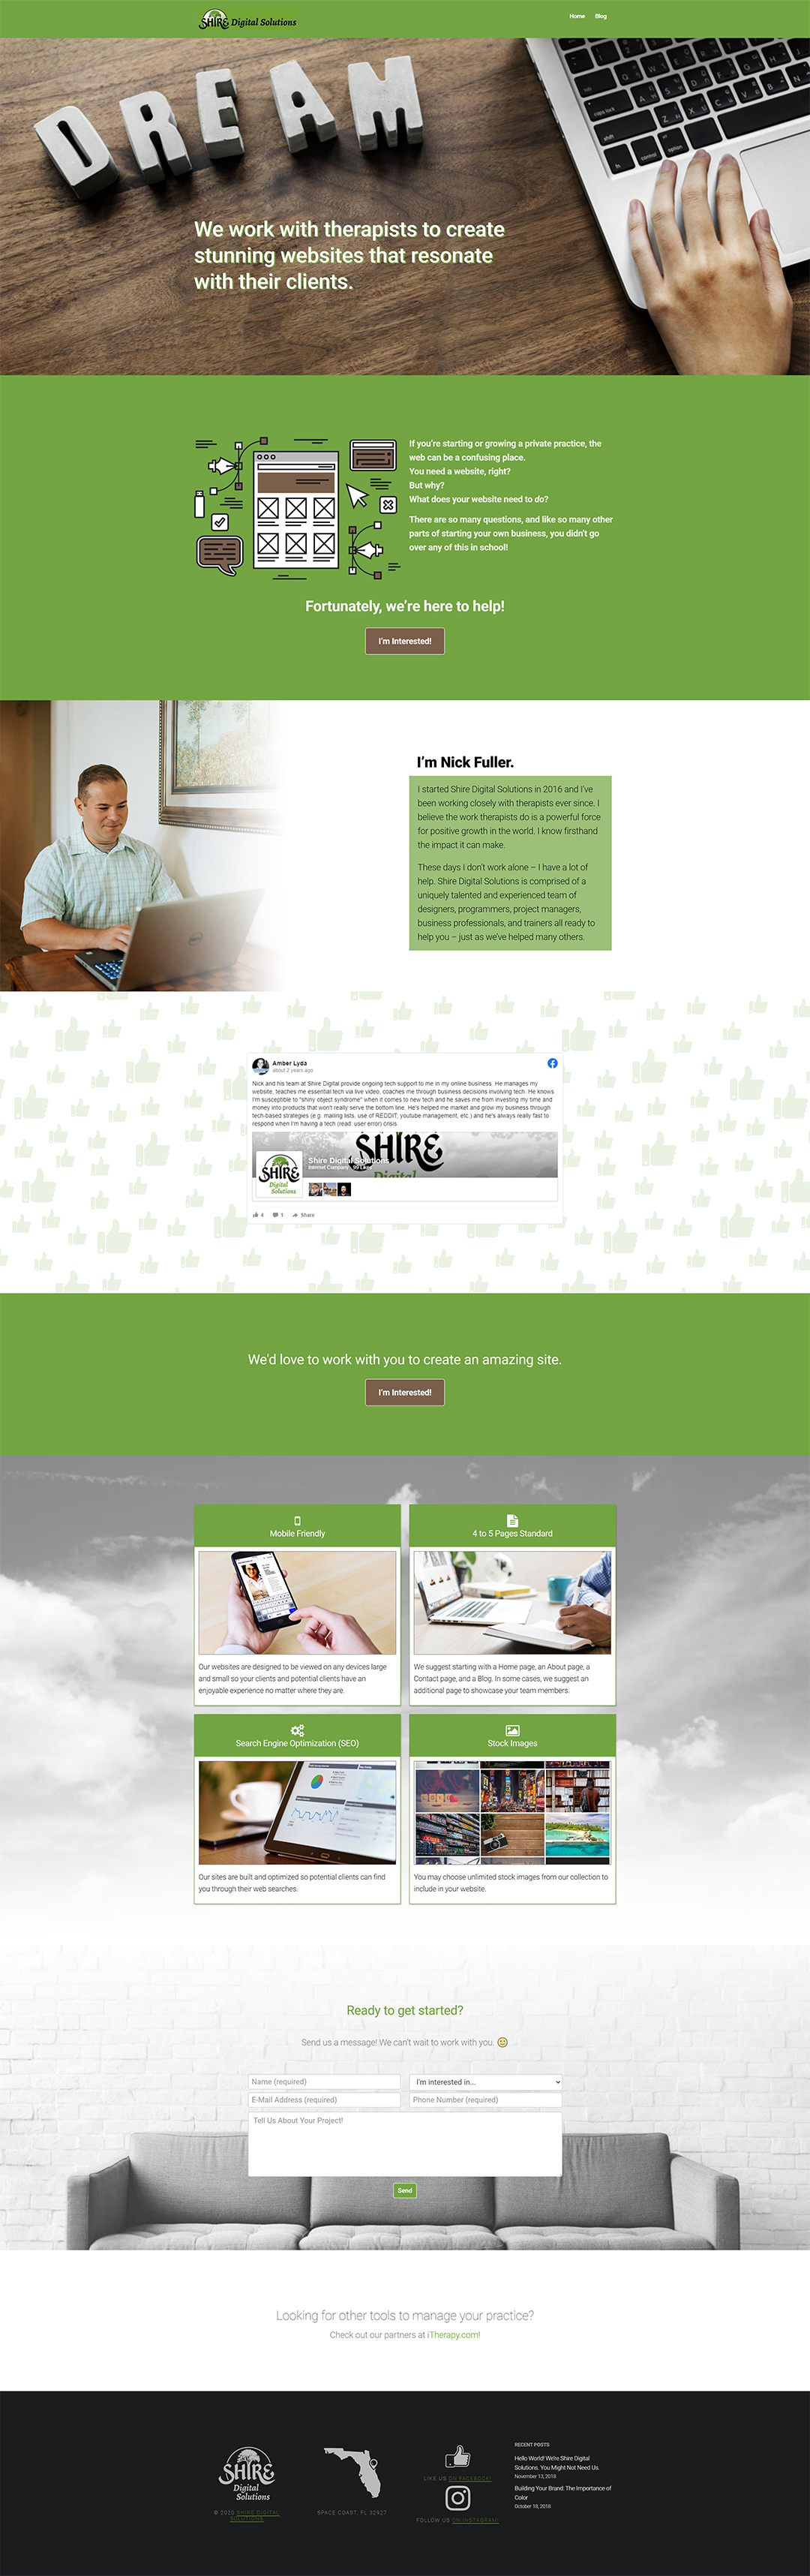 SHIRE Digital Solutions
Home Blog
DREAM
We work with therapists to create
stunning websites that resonate
with their clients.
If you're starting or growing a private practice, the
web can be a confusing place.
You need a website, right?
But why?
What does your website need to do?
There are so many questions, and like so many other
parts of starting your own business, you didn't go
over any of this in school!
Fortunately, we're here to help!
I'm Interested!
I'm Nick Fuller.
I started Shire Digital Solutions in 2016 and I've
been working closely with therapists ever since. I
believe the work therapists do is a powerful force
for positive growth in the world. I know firsthand
the impact it can make.
These days I don't work alone – I have a lot of
help. Shire Digital Solutions is comprised of a
uniquely talented and experienced team of
designers, programmers, project managers,
business professionals, and trainers all ready to
help you – just as we've helped many others.
Amber Lyda
about 2 years ago
Nick and his team at Shire Digital provide ongoing tech support to me in my online business. He manages my
website, teaches me essential tech via live video, coaches me through business decisions involving tech. He knows
I'm susceptible to "shiny object syndrome" when it comes to new tech and he saves me from investing my time and
money into products that won't really serve the bottom line. He's helped me market and grow my business through
tech-based strategies (e.g. mailing lists, use of REDDIT, youtube management, etc.) and he's always really fast to
respond when I'm having a tech (read: user error) crisis.
SHIRE
Digital
Shire Digital Solutions
Internet Company
SHIRE
Digital
Solutions
4 1 Share
We'd love to work with you to create an amazing site.
I'm Interested!
Mobile Friendly
Our websites are designed to be viewed on any devices large
and small so your clients and potential clients have an
enjoyable experience no matter where they are.
4 to 5 Pages Standard
We suggest starting with a Home page, an About page, a
Contact page, and a Blog. In some cases, we suggest an
additional page to showcase your team members.
Search Engine Optimization (SEO)
Our sites are built and optimized so potential clients can find
you through their web searches.
Stock Images
You may choose unlimited stock images from our collection to
include in your website.
Ready to get started?
Send us a message! We can't wait to work with you.
Name (required)
I'm interested in...
E-Mail Address (required)
Phone Number (required)
Tell Us About Your Project!
Send
Looking for other tools to manage your practice?
Check out our partners at iTherapy.com!
SHIRE
Digital
Solutions
© 2020 SHIRE DIGITAL
SOLUTIONS
SPACE COAST, FL 32927
LIKE US ON FACEBOOK!
FOLLOW US ON INSTAGRAM!
RECENT POSTS
Hello World! We're Shire Digital
Solutions. You Might Not Need Us.
November 13, 2018
Building Your Brand: The Importance of
Color
October 18, 2018